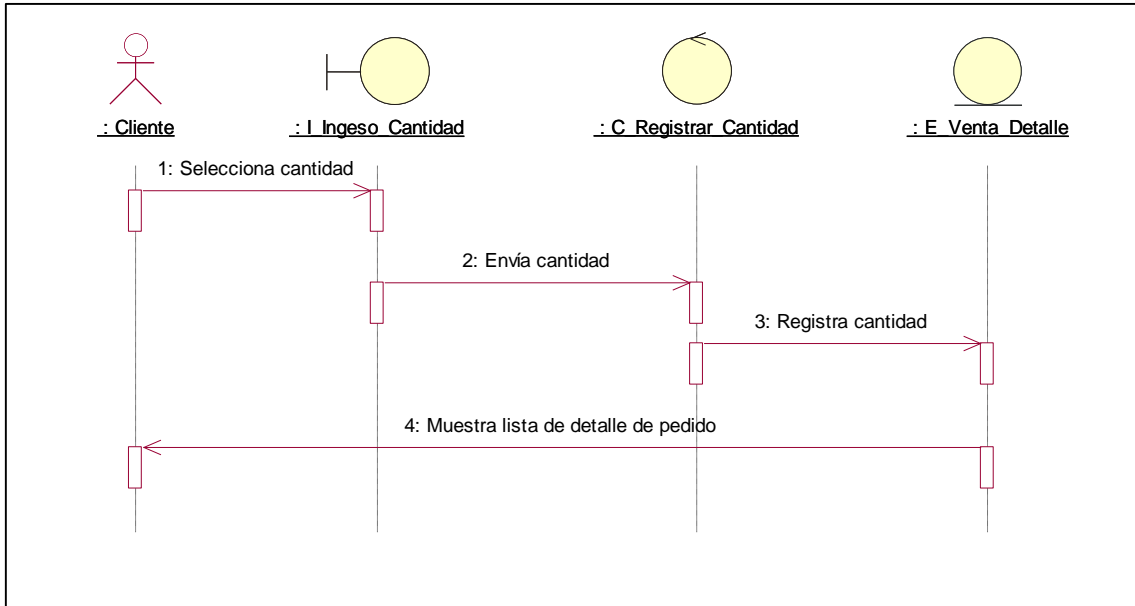 : Cliente
: I_Ingeso_Cantidad
: C_Registrar_Cantidad
: E_Venta_Detalle
1: Selecciona cantidad
2: Envía cantidad
3: Registra cantidad
4: Muestra lista de detalle de pedido